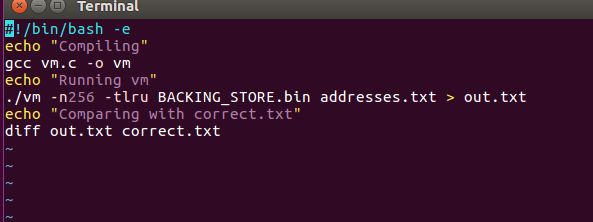 Terminal
#!/bin/bash -e
echo "Compiling"
gcc vm.c -o vm
echo "Running vm"
./vm -n256 -tlru BACKING_STORE.bin addresses.txt > out.txt
echo "Comparing with correct.txt"
diff out.txt correct.txt
~
~
~
~
~